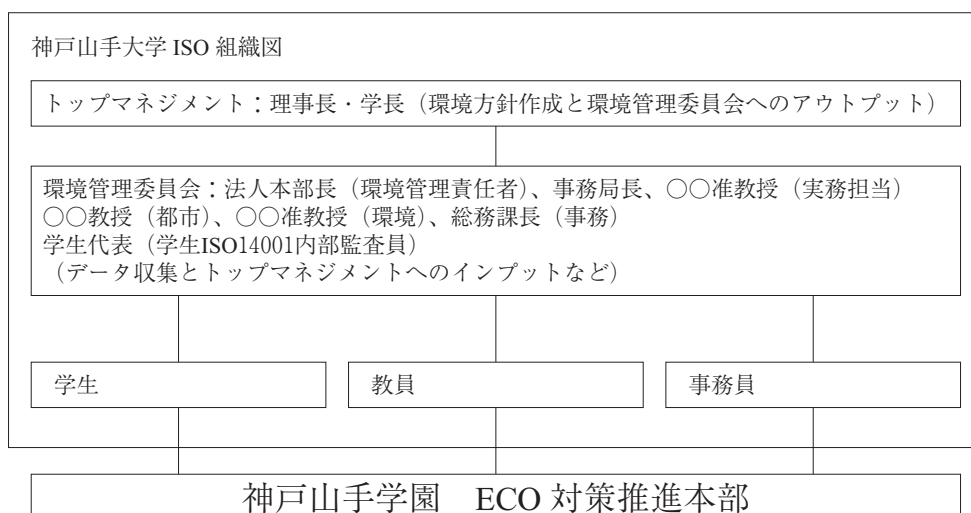 神戸山手大学 ISO 組織図
トップマネジメント：理事長・学長（環境方針作成と環境管理委員会へのアウトプット）
環境管理委員会：法人本部長（環境管理責任者）、事務局長、〇〇准教授（実務担当）
〇〇教授（都市）、〇〇准教授（環境）、総務課長（事務）
学生代表（学生ISO14001内部監査員）
（データ収集とトップマネジメントへのインプットなど）
学生
教員
事務員
神戸山手学園　ECO 対策推進本部